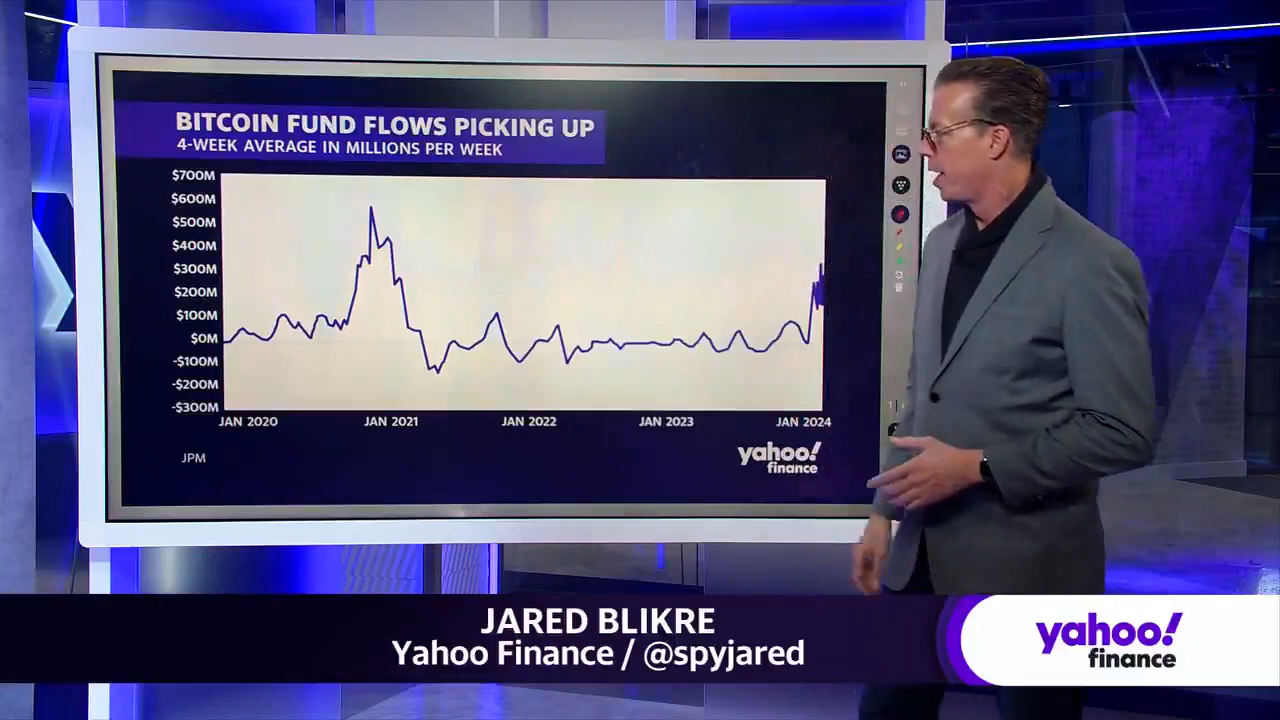 BITCOIN FUND FLOWS PICKING UP
4-WEEK AVERAGE IN MILLIONS PER WEEK
$700M
$600M
$500M
$400M
$300M
$200M
$100M
$0M
-$100M
-$200M
-$300M
JAN 2020 JAN 2021 JAN 2022 JAN 2023 JAN 2024
JPM
yahoo!
finance
JARED BLIKRE
Yahoo Finance / @spyjared
yahoo!
finance